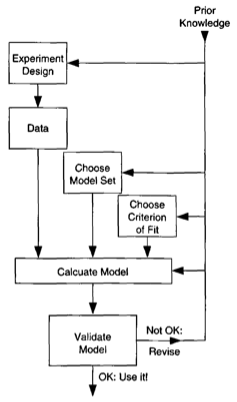 Prior
Knowledge
Experiment
Design
Data
Choose
Model Set
Choose
Criterion
of Fit
Calcuate Model
Validate
Model
Not OK:
Revise
OK: Use it!